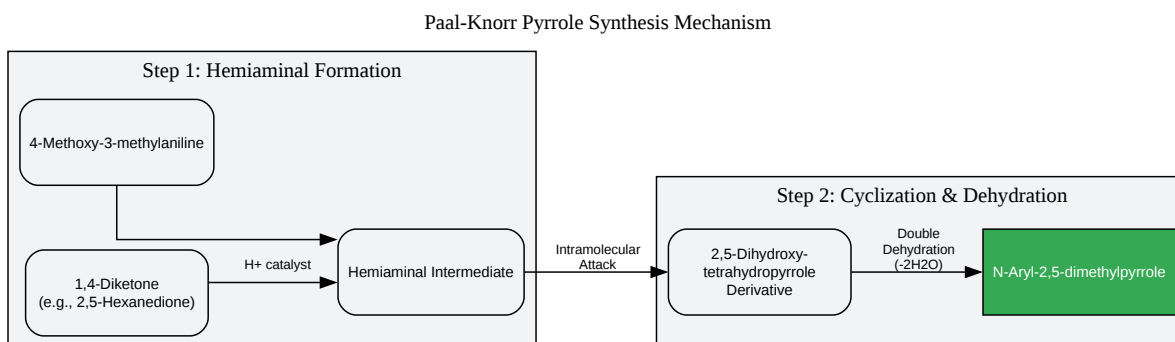 Paal-Knorr Pyrrole Synthesis Mechanism
Step 1: Hemiaminal Formation
4-Methoxy-3-methylaniline
1,4-Diketone
(e.g., 2,5-Hexanedione)
H+ catalyst
Hemiaminal Intermediate
Intramolecular
Attack
Step 2: Cyclization & Dehydration
2,5-Dihydroxy-
tetrahydropyrrole
Derivative
Double
Dehydration
(-2H2O)
N-Aryl-2,5-dimethylpyrrole